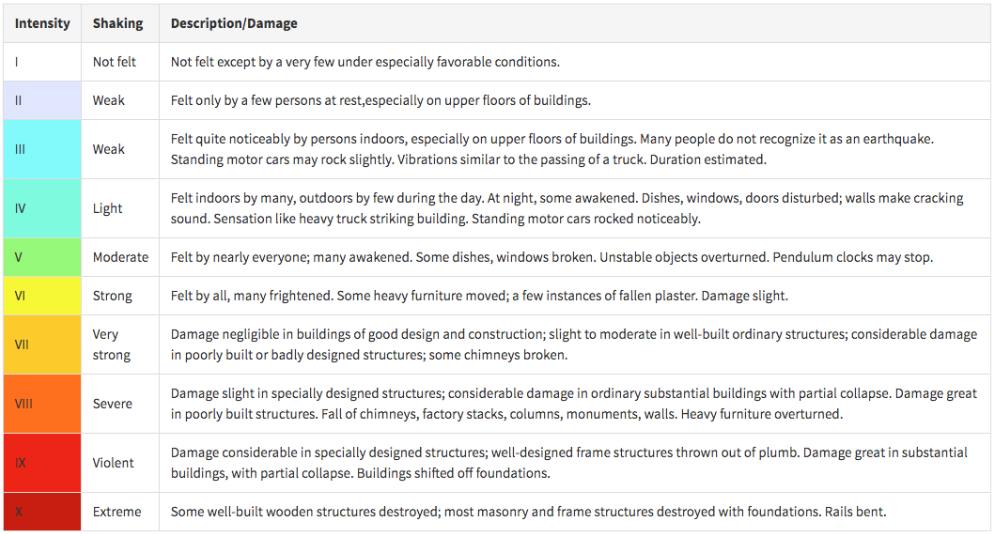 Intensity Shaking Description/Damage
I Not felt Not felt except by a very few under especially favorable conditions.
II Weak Felt only by a few persons at rest,especially on upper floors of buildings.
III Weak Felt quite noticeably by persons indoors, especially on upper floors of buildings. Many people do not recognize it as an earthquake.
Standing motor cars may rock slightly. Vibrations similar to the passing of a truck. Duration estimated.
IV Light Felt indoors by many, outdoors by few during the day. At night, some awakened. Dishes, windows, doors disturbed; walls make cracking
sound. Sensation like heavy truck striking building. Standing motor cars rocked noticeably.
V Moderate Felt by nearly everyone; many awakened. Some dishes, windows broken. Unstable objects overturned. Pendulum clocks may stop.
VI Strong Felt by all, many frightened. Some heavy furniture moved; a few instances of fallen plaster. Damage slight.
VII Very strong Damage negligible in buildings of good design and construction; slight to moderate in well-built ordinary structures; considerable damage
in poorly built or badly designed structures; some chimneys broken.
VIII Severe Damage slight in specially designed structures; considerable damage in ordinary substantial buildings with partial collapse. Damage great
in poorly built structures. Fall of chimneys, factory stacks, columns, monuments, walls. Heavy furniture overturned.
IX Violent Damage considerable in specially designed structures; well-designed frame structures thrown out of plumb. Damage great in substantial
buildings, with partial collapse. Buildings shifted off foundations.
X Extreme Some well-built wooden structures destroyed; most masonry and frame structures destroyed with foundations. Rails bent.